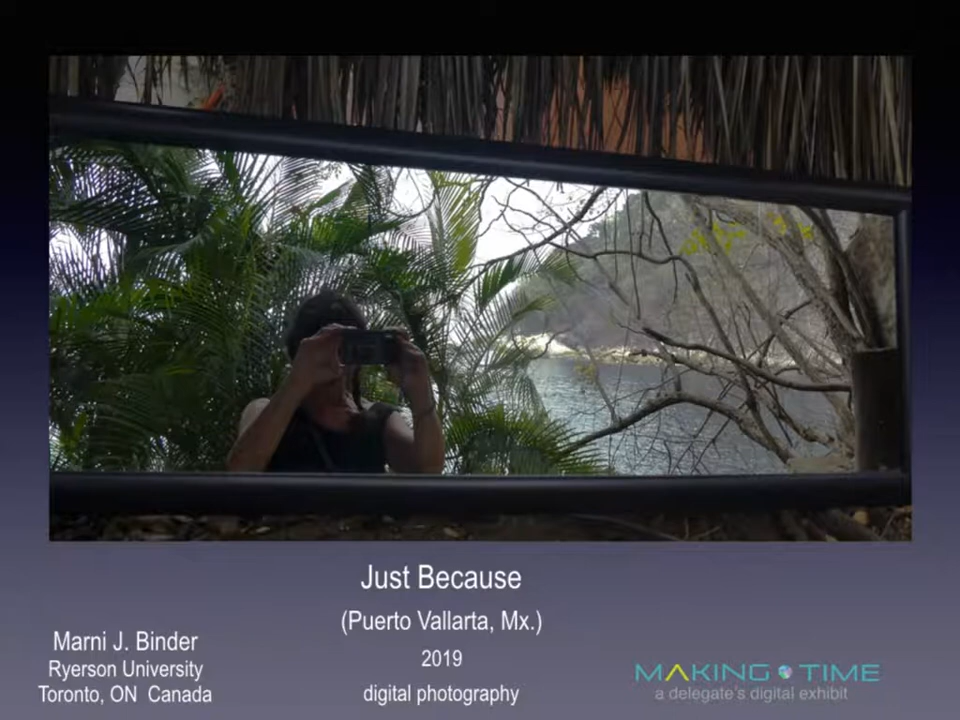 Just Because
(Puerto Vallarta, Mx.)
2019
digital photography
Marni J. Binder
Ryerson University
Toronto, ON Canada
MAKING TIME
a delegate's digital exhibit